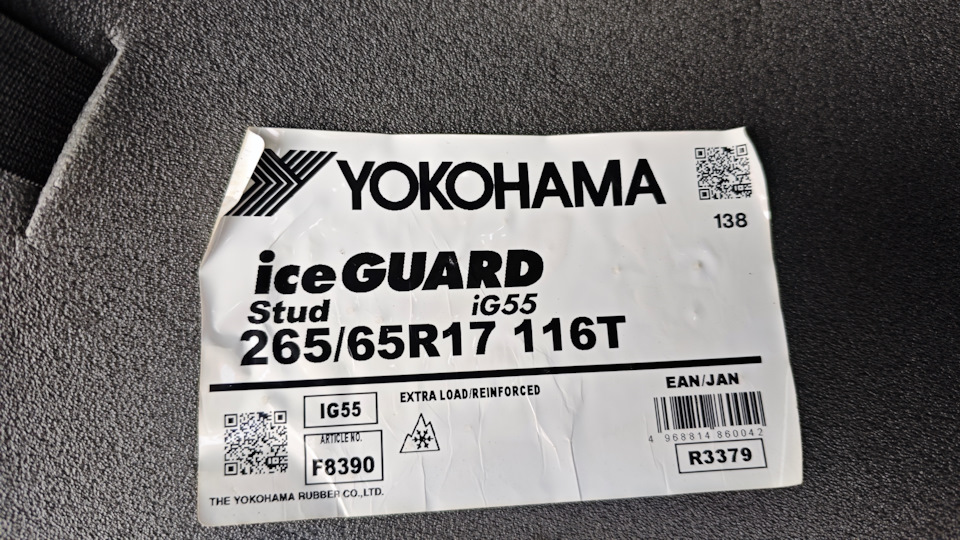 YOKOHAMA
138
iceGUARD
Stud iG55
265/65R17 116T
EXTRA LOAD/REINFORCED
EAN/JAN
IG55
ARTICLE NO.
F8390
4 968814 860042
R3379
THE YOKOHAMA RUBBER CO.,LTD.